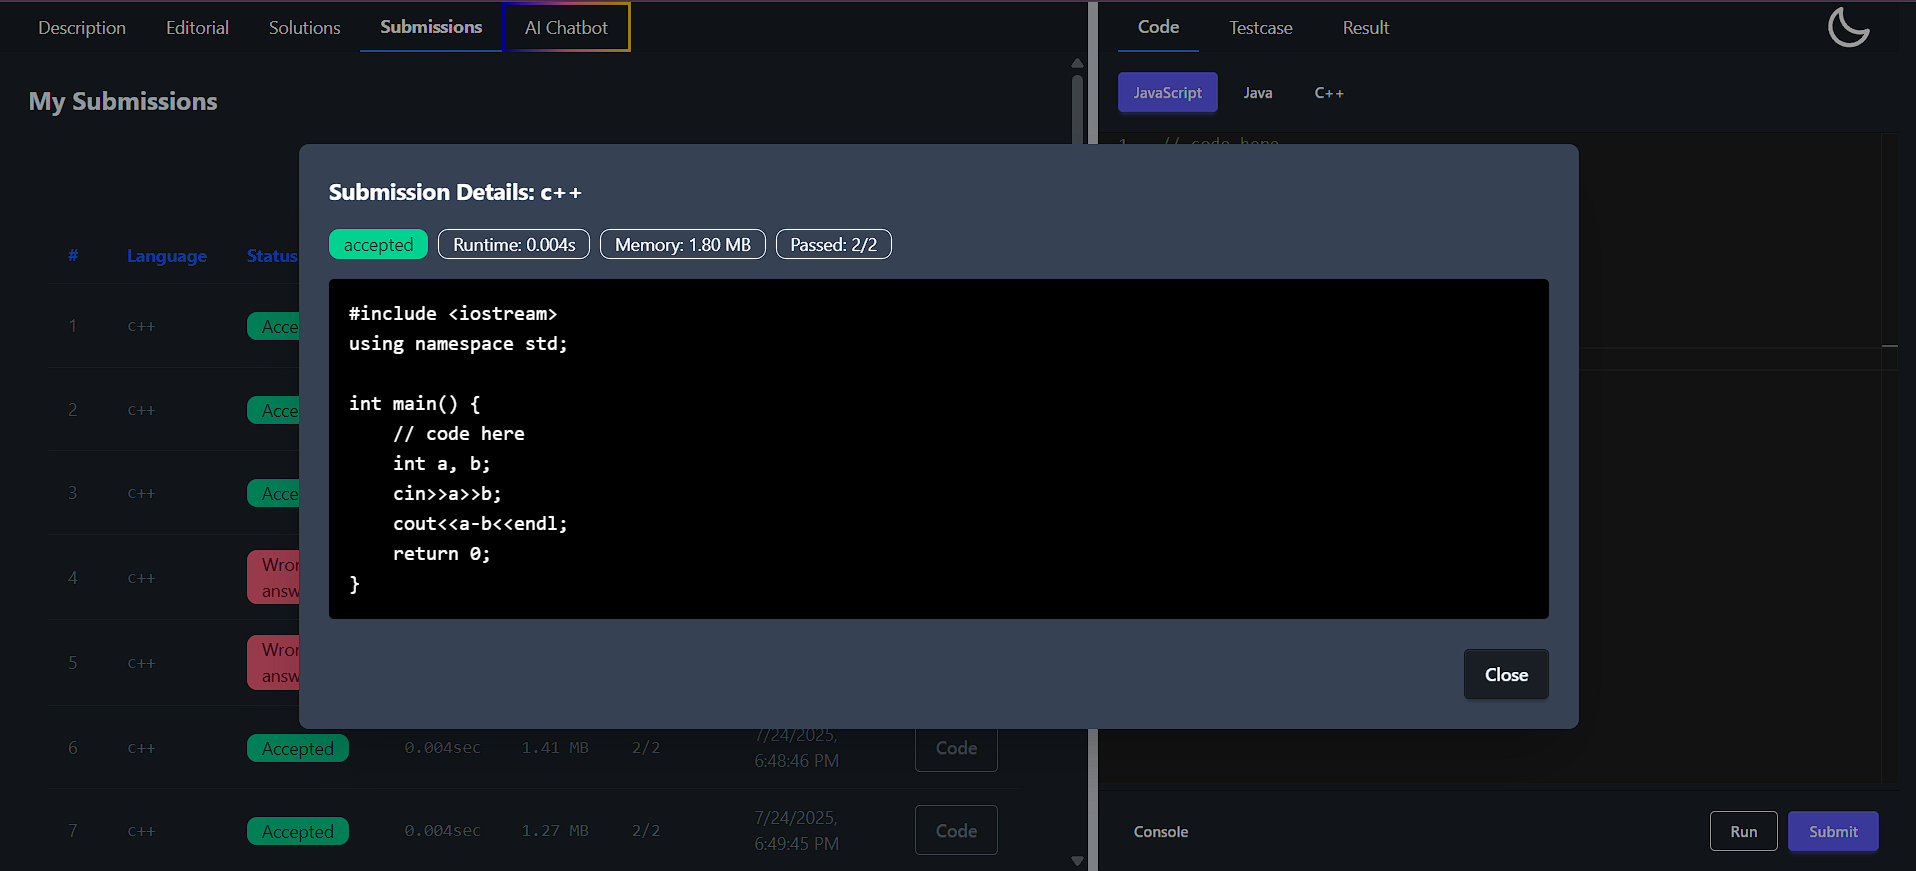 Description Editorial Solutions Submissions AI Chatbot
Code Testcase Result
My Submissions
JavaScript Java C++
1 // code here
Submission Details: c++
accepted Runtime: 0.004s Memory: 1.80 MB Passed: 2/2
#include <iostream>
using namespace std;
int main() {
// code here
int a, b;
cin>>a>>b;
cout<<a-b<<endl;
return 0;
}
Close
# Language Status
1 c++ Acce
2 c++ Acce
3 c++ Acce
4 c++ Wron
answ
5 c++ Wron
answ
6 c++ Accepted 0.004sec 1.41 MB 2/2 7/24/2025,
6:48:46 PM Code
7 c++ Accepted 0.004sec 1.27 MB 2/2 7/24/2025,
6:49:45 PM Code
Console Run Submit